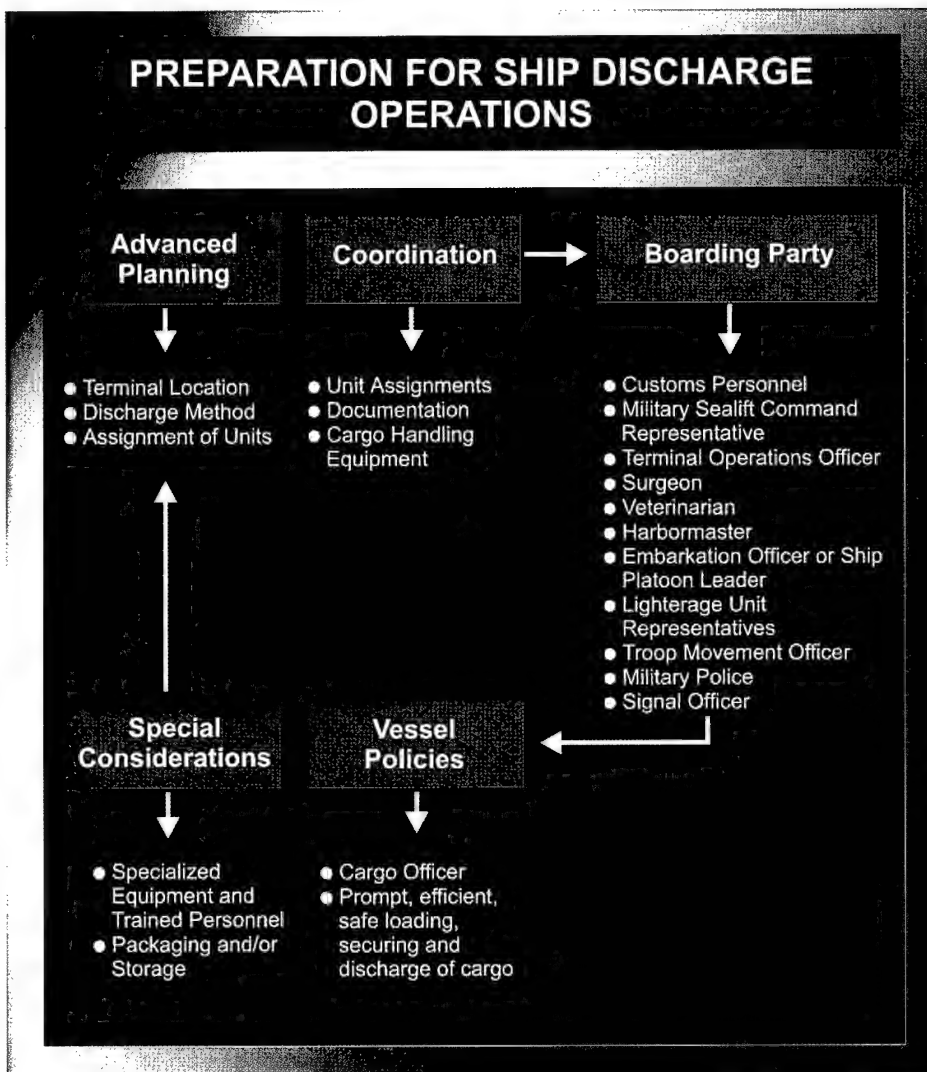 PREPARATION FOR SHIP DISCHARGE
OPERATIONS
Advanced
Planning
● Terminal Location
● Discharge Method
● Assignment of Units
Coordination
● Unit Assignments
● Documentation
● Cargo Handling
Equipment
Boarding Party
● Customs Personnel
● Military Sealift Command
Representative
● Terminal Operations Officer
● Surgeon
● Veterinarian
● Harbormaster
● Embarkation Officer or Ship
Platoon Leader
● Lighterage Unit
Representatives
● Troop Movement Officer
● Military Police
● Signal Officer
Special
Considerations
● Specialized
Equipment and
Trained Personnel
● Packaging and/or
Storage
Vessel
Policies
● Cargo Officer
● Prompt, efficient,
safe loading,
securing and
discharge of cargo